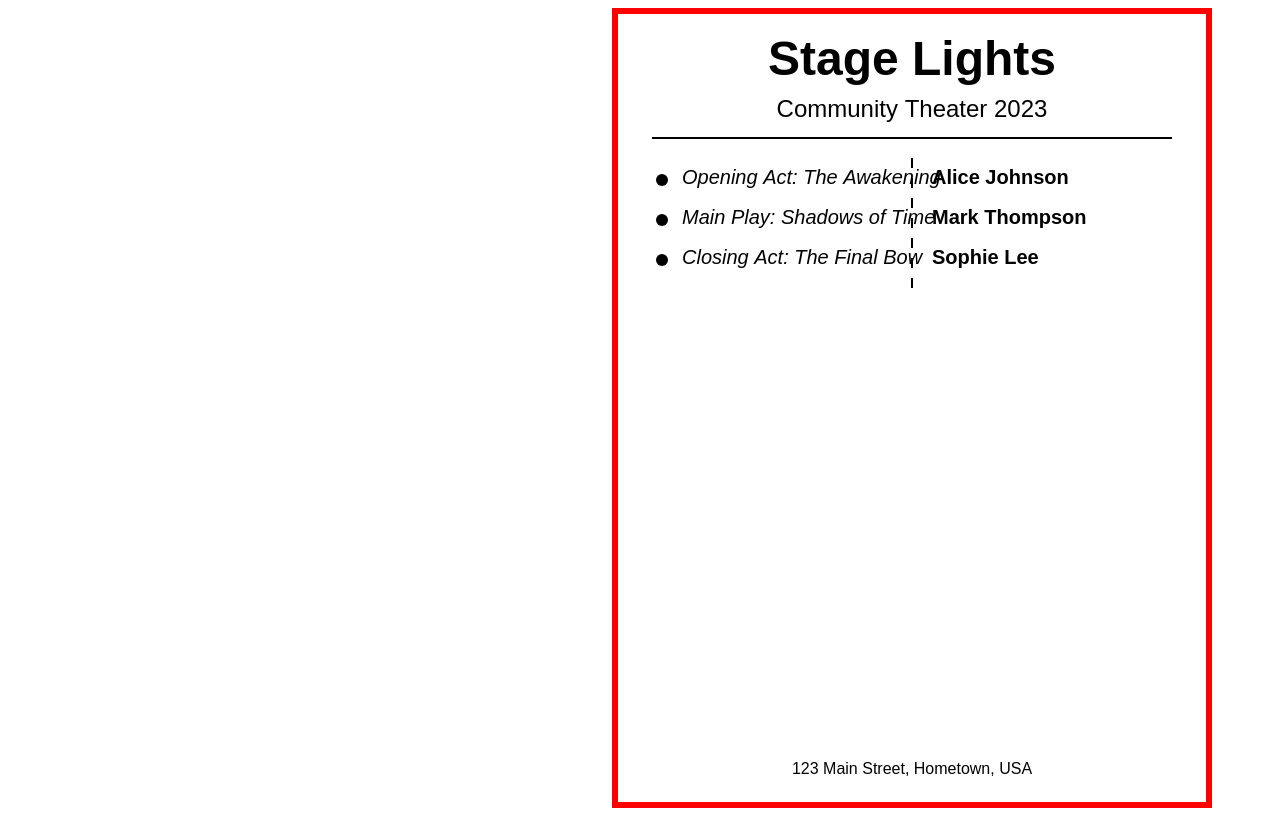 Stage Lights
Community Theater 2023
Opening Act: The Awakening Alice Johnson
Main Play: Shadows of Time Mark Thompson
Closing Act: The Final Bow Sophie Lee
123 Main Street, Hometown, USA